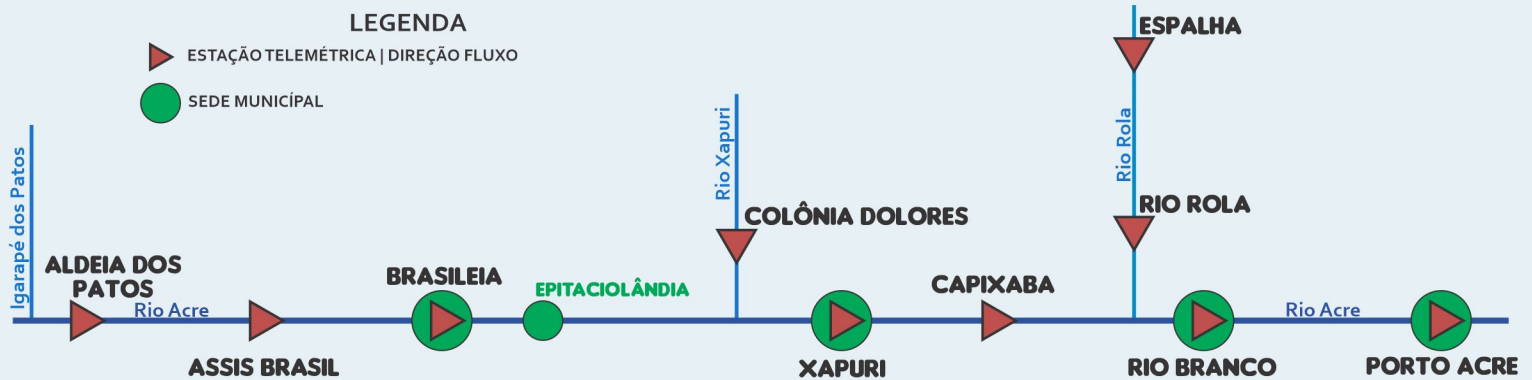 LEGENDA
ESTAÇÃO TELEMÉTRICA | DIREÇÃO FLUXO
SEDE MUNICÍPAL
Igarapé dos Patos
ALDEIA DOS
PATOS
Rio Acre
ASSIS BRASIL
BRASILEIA
EPITACIOLÂNDIA
Rio Xapuri
COLÔNIA DOLORES
XAPURI
CAPIXABA
ESPALHA
Rio Rola
RIO ROLA
RIO BRANCO
Rio Acre
PORTO ACRE